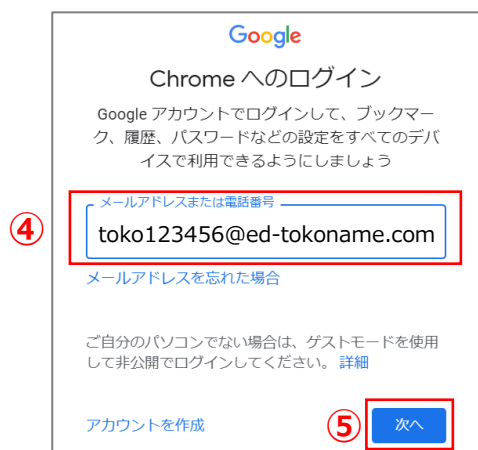 Google
Chrome へのログイン
Google アカウントでログインして、ブックマー
ク、履歴、パスワードなどの設定をすべてのデバ
イスで利用できるようにしましょう
メールアドレスまたは電話番号
④
toko123456@ed-tokoname.com
メールアドレスを忘れた場合
ご自分のパソコンでない場合は、ゲストモードを使用
して非公開でログインしてください。 詳細
アカウントを作成
⑤
次へ